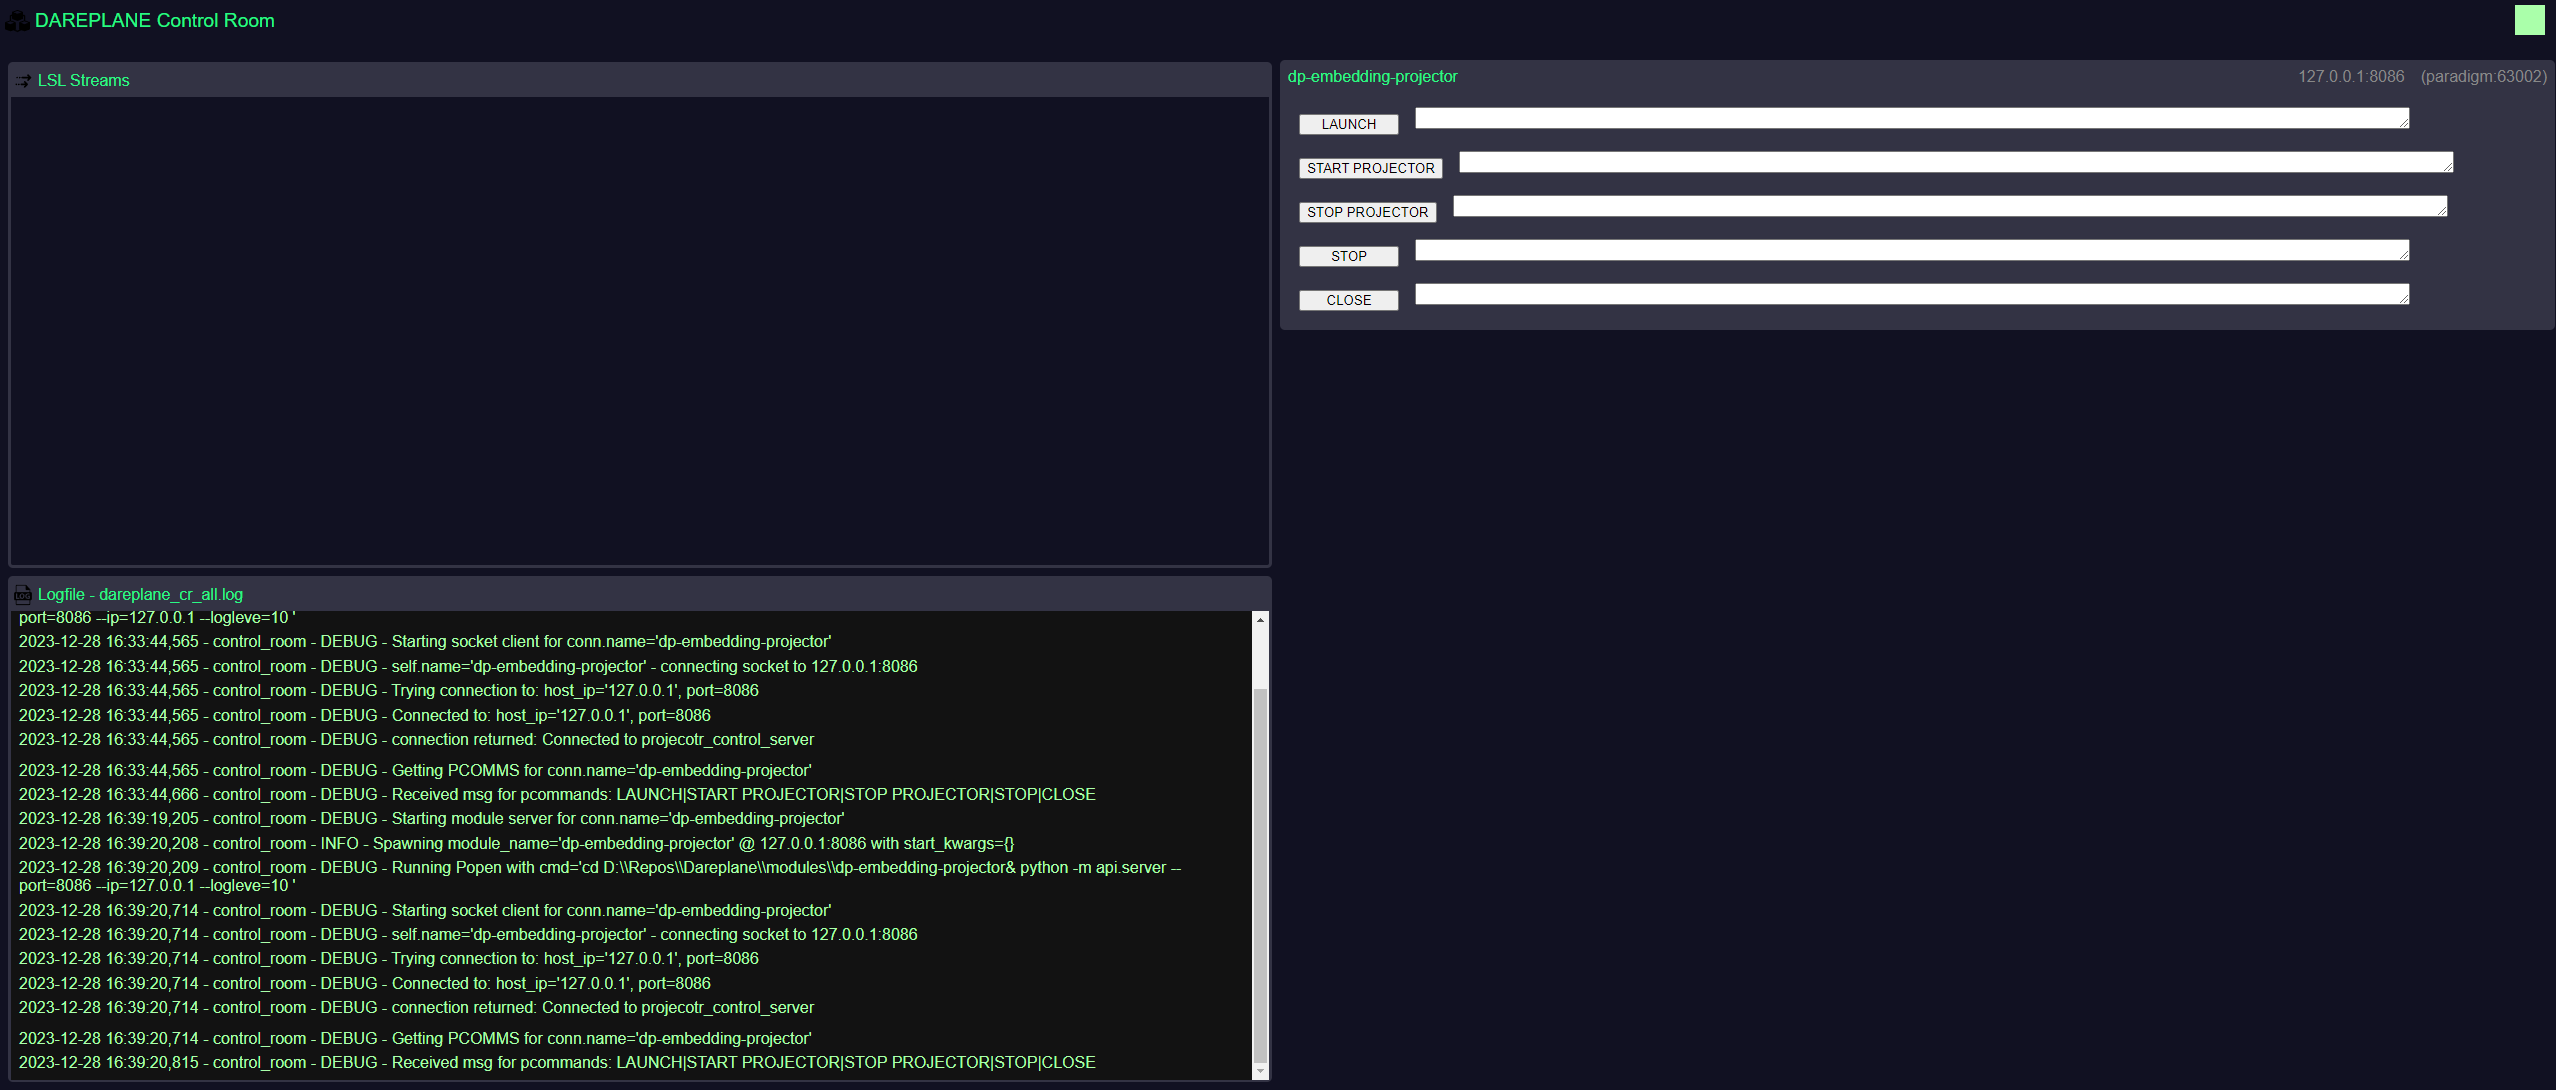 DAREPLANE Control Room
LSL Streams
Logfile - dareplane_cr_all.log
port=8086 --ip=127.0.0.1 --logleve=10 '
2023-12-28 16:33:44,565 - control_room - DEBUG - Starting socket client for conn.name='dp-embedding-projector'
2023-12-28 16:33:44,565 - control_room - DEBUG - self.name='dp-embedding-projector' - connecting socket to 127.0.0.1:8086
2023-12-28 16:33:44,565 - control_room - DEBUG - Trying connection to: host_ip='127.0.0.1', port=8086
2023-12-28 16:33:44,565 - control_room - DEBUG - Connected to: host_ip='127.0.0.1', port=8086
2023-12-28 16:33:44,565 - control_room - DEBUG - connection returned: Connected to projecotr_control_server
2023-12-28 16:33:44,565 - control_room - DEBUG - Getting PCOMMS for conn.name='dp-embedding-projector'
2023-12-28 16:33:44,666 - control_room - DEBUG - Received msg for pcommands: LAUNCH|START PROJECTOR|STOP PROJECTOR|STOP|CLOSE
2023-12-28 16:39:19,205 - control_room - DEBUG - Starting module server for conn.name='dp-embedding-projector'
2023-12-28 16:39:20,208 - control_room - INFO - Spawning module_name='dp-embedding-projector' @ 127.0.0.1:8086 with start_kwargs={}
2023-12-28 16:39:20,209 - control_room - DEBUG - Running Popen with cmd='cd D:\\Repos\\Dareplane\\modules\\dp-embedding-projector& python -m api.server --
port=8086 --ip=127.0.0.1 --logleve=10 '
2023-12-28 16:39:20,714 - control_room - DEBUG - Starting socket client for conn.name='dp-embedding-projector'
2023-12-28 16:39:20,714 - control_room - DEBUG - self.name='dp-embedding-projector' - connecting socket to 127.0.0.1:8086
2023-12-28 16:39:20,714 - control_room - DEBUG - Trying connection to: host_ip='127.0.0.1', port=8086
2023-12-28 16:39:20,714 - control_room - DEBUG - Connected to: host_ip='127.0.0.1', port=8086
2023-12-28 16:39:20,714 - control_room - DEBUG - connection returned: Connected to projecotr_control_server
2023-12-28 16:39:20,714 - control_room - DEBUG - Getting PCOMMS for conn.name='dp-embedding-projector'
2023-12-28 16:39:20,815 - control_room - DEBUG - Received msg for pcommands: LAUNCH|START PROJECTOR|STOP PROJECTOR|STOP|CLOSE
dp-embedding-projector 127.0.0.1:8086 (paradigm:63002)
LAUNCH
START PROJECTOR
STOP PROJECTOR
STOP
CLOSE